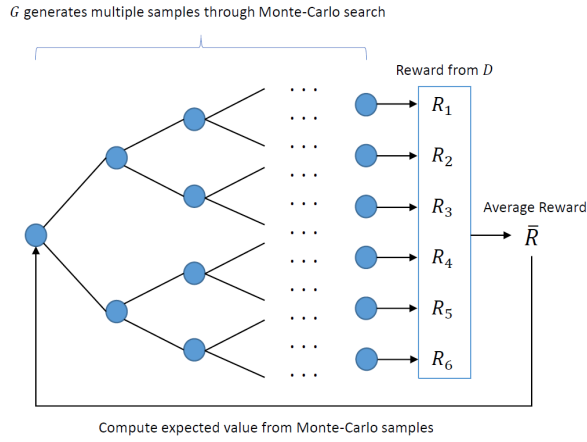 G generates multiple samples through Monte-Carlo search
Reward from D
. . .
. . .
. . .
. . .
. . .
. . .
. . .
. . .
. . .
. . .
. . .
R₁
R₂
R₃
R₄
R₅
R₆
Average Reward
R̄
Compute expected value from Monte-Carlo samples